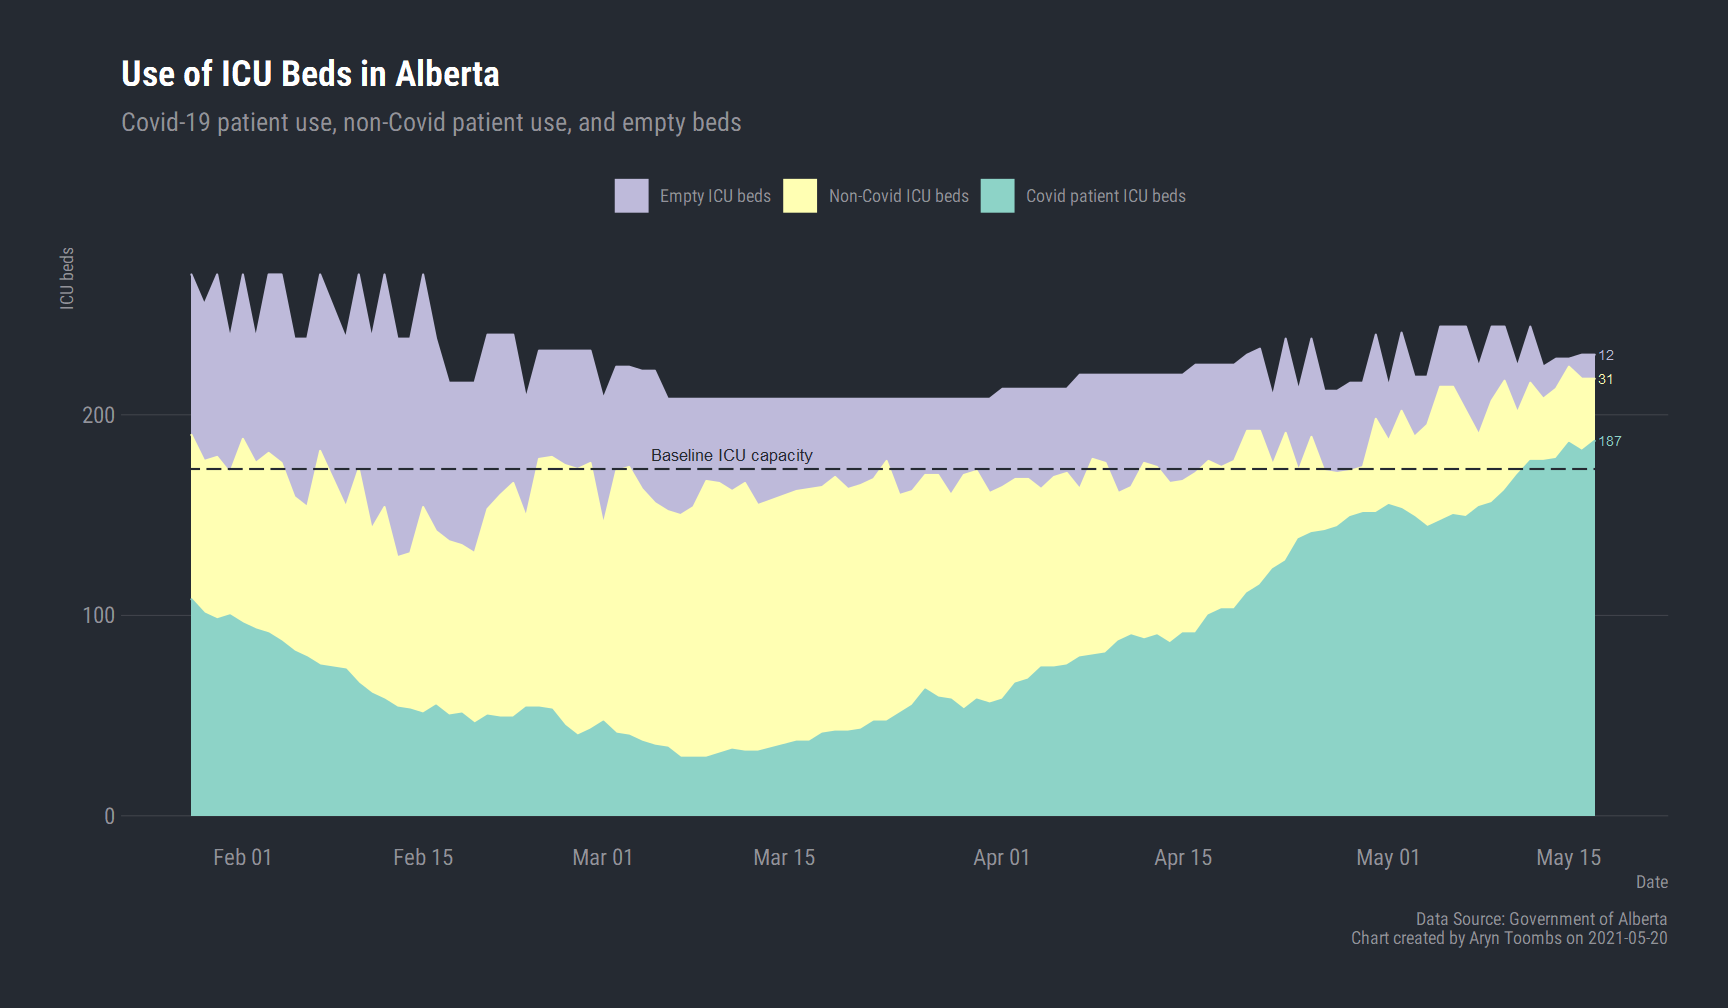 Use of ICU Beds in Alberta
Covid-19 patient use, non-Covid patient use, and empty beds
Empty ICU beds
Non-Covid ICU beds
Covid patient ICU beds
ICU beds
200
100
0
Baseline ICU capacity
12
31
187
Feb 01
Feb 15
Mar 01
Mar 15
Apr 01
Apr 15
May 01
May 15
Date
Data Source: Government of Alberta
Chart created by Aryn Toombs on 2021-05-20